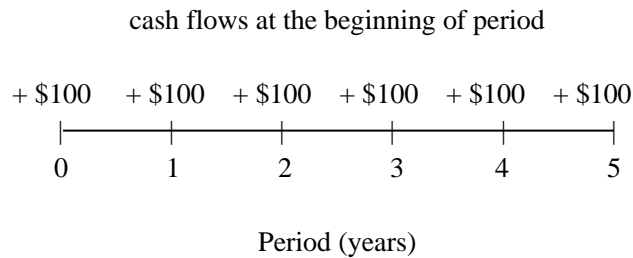 cash flows at the beginning of period
+ $100 + $100 + $100 + $100 + $100 + $100
0 1 2 3 4 5
Period (years)